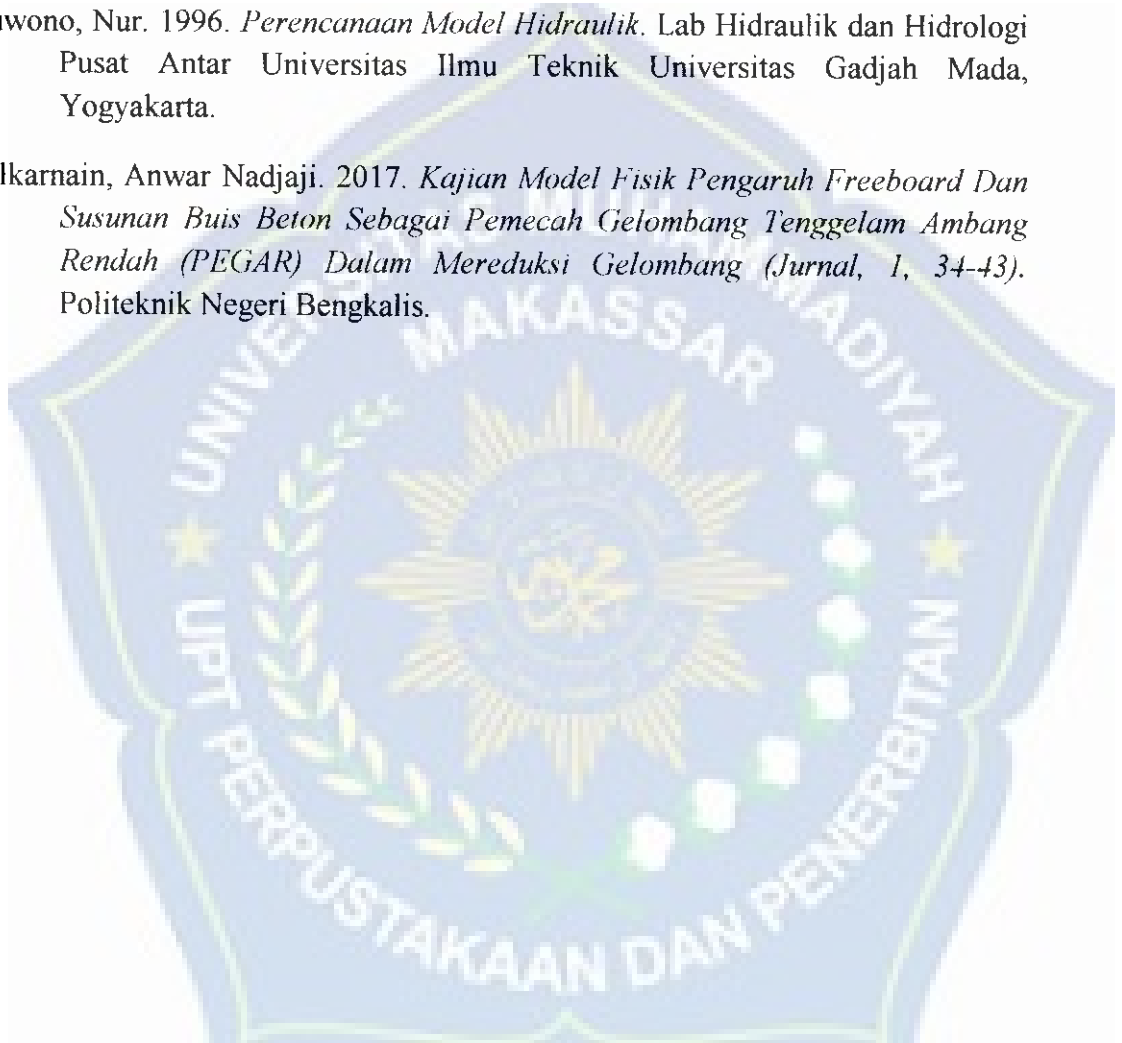 wono, Nur. 1996. Perencanaan Model Hidraulik. Lab Hidraulik dan Hidrologi
Pusat Antar Universitas Ilmu Teknik Universitas Gadjah Mada,
Yogyakarta.
lkarnain, Anwar Nadjaji. 2017. Kajian Model Fisik Pengaruh Freeboard Dan
Susunan Buis Beton Sebagai Pemecah Gelombang Tenggelam Ambang
Rendah (PEGAR) Dalam Mereduksi Gelombang (Jurnal, 1, 34-43).
Politeknik Negeri Bengkalis.
UNIVERSITAS MUHAMMADIYAH
MAKASSAR
UPT PERPUSTAKAAN DAN PENERBITAN